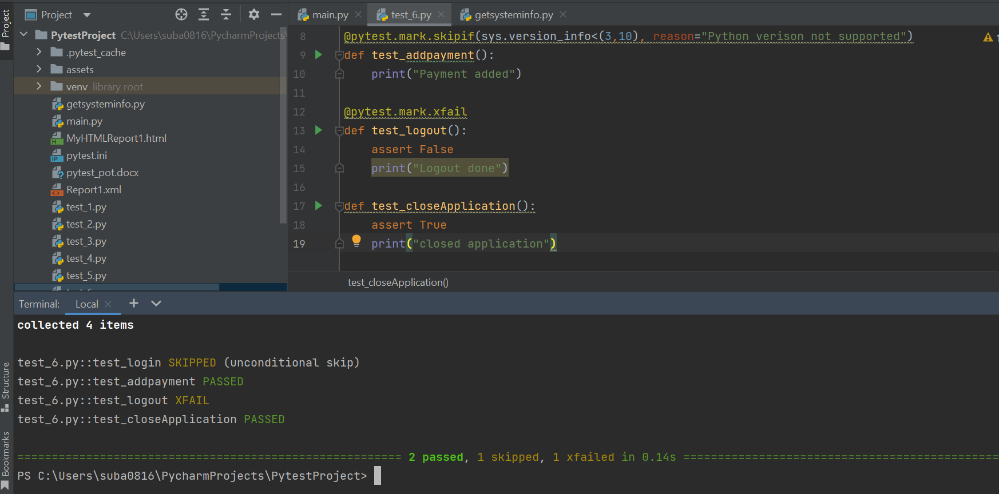 Project
Project
PytestProject C:\Users\suba0816\PycharmProjects\
.pytest_cache
assets
venv library root
getsysteminfo.py
main.py
MyHTMLReport1.html
pytest.ini
pytest_pot.docx
Report1.xml
test_1.py
test_2.py
test_3.py
test_4.py
test_5.py
main.py
test_6.py
getsysteminfo.py
8 @pytest.mark.skipif(sys.version_info<(3,10), reason="Python verison not supported")
9 def test_addpayment():
10 print("Payment added")
11
12 @pytest.mark.xfail
13 def test_logout():
14 assert False
15 print("Logout done")
16
17 def test_closeApplication():
18 assert True
19 print("closed application")
test_closeApplication()
Terminal: Local
collected 4 items
test_6.py::test_login SKIPPED (unconditional skip)
test_6.py::test_addpayment PASSED
test_6.py::test_logout XFAIL
test_6.py::test_closeApplication PASSED
======================================================== 2 passed, 1 skipped, 1 xfailed in 0.14s ==============================================
PS C:\Users\suba0816\PycharmProjects\PytestProject>
Structure
Bookmarks